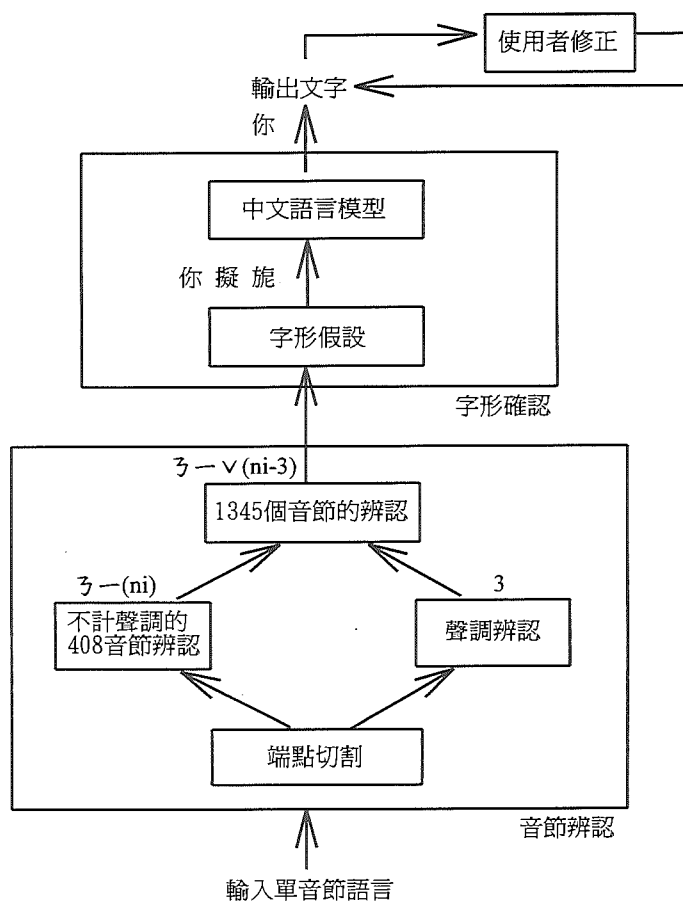 使用者修正
輸出文字
你
中文語言模型
你 擬 旎
字形假設
字形確認
ㄋㄧˇ(ni-3)
1345個音節的辨認
ㄋㄧ(ni)
3
不計聲調的
408音節辨認
聲調辨認
端點切割
音節辨認
輸入單音節語言